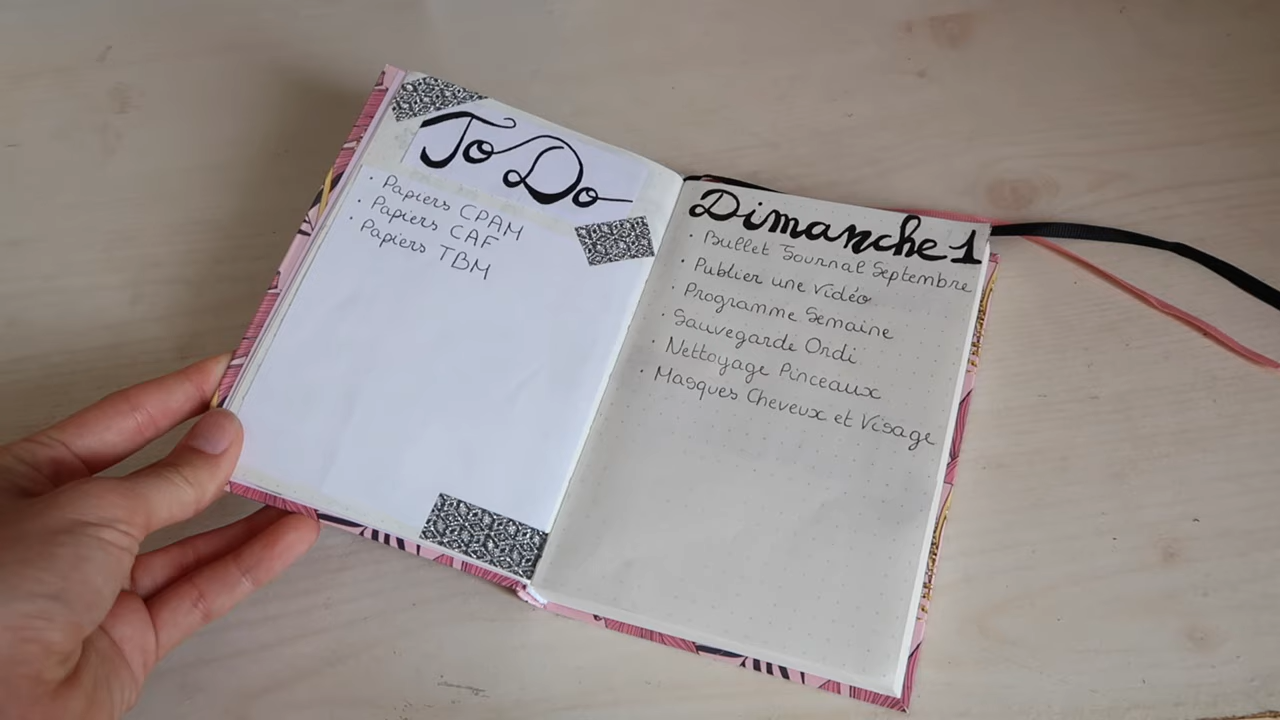 To Do
• Papiers CPAM
• Papiers CAF
• Papiers TBM
Dimanche 1
• Bullet Journal Septembre
• Publier une vidéo
• Programme Semaine
• Sauvegarde Ordi
• Nettoyage Pinceaux
• Masques Cheveux et Visage